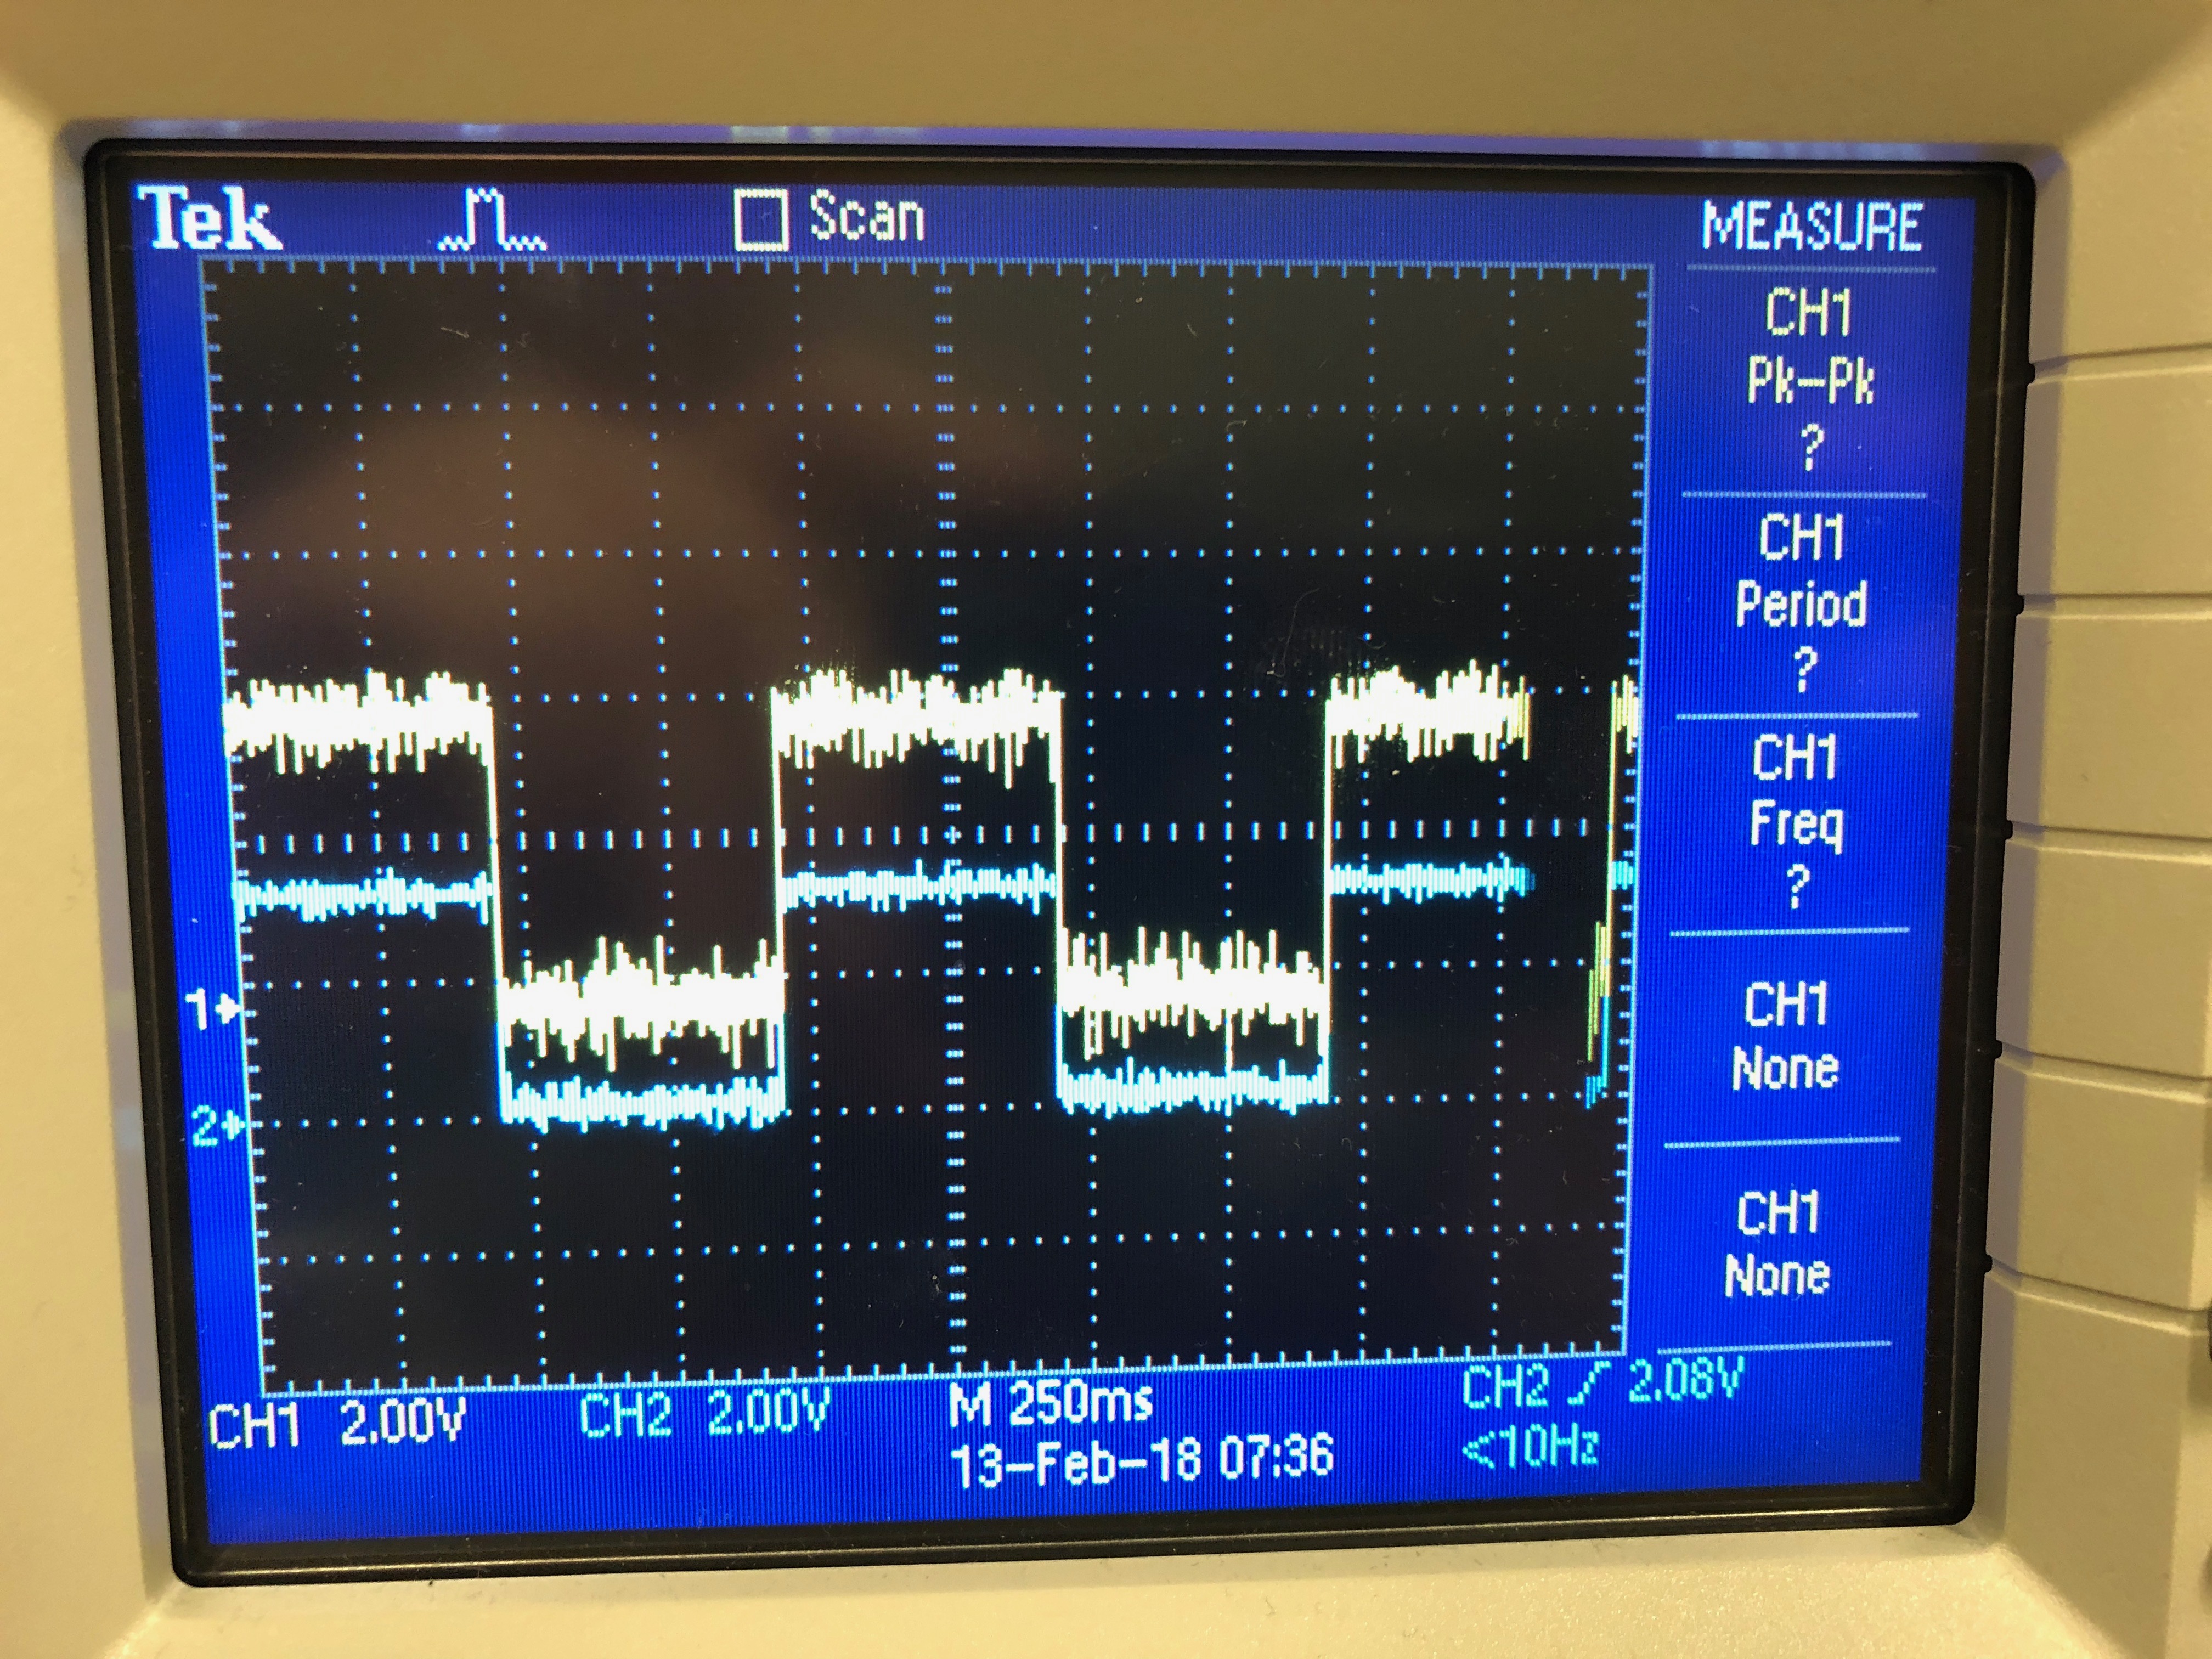 Tek Scan MEASURE
CH1
Pk-Pk
?
CH1
Period
?
CH1
Freq
?
CH1
None
CH1
None
1
2
CH1 2.00V CH2 2.00V M 250ms CH2 2.08V
13-Feb-18 07:36 <10Hz